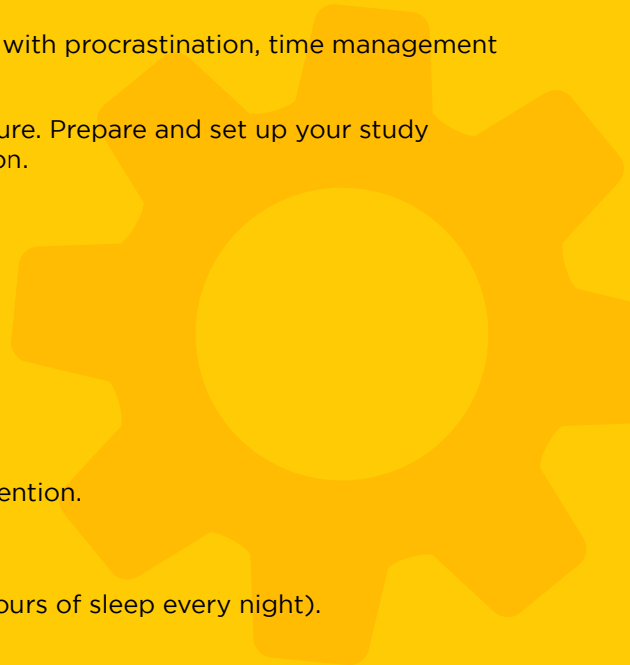 with procrastination, time management
ure. Prepare and set up your study
on.
ention.
ours of sleep every night).